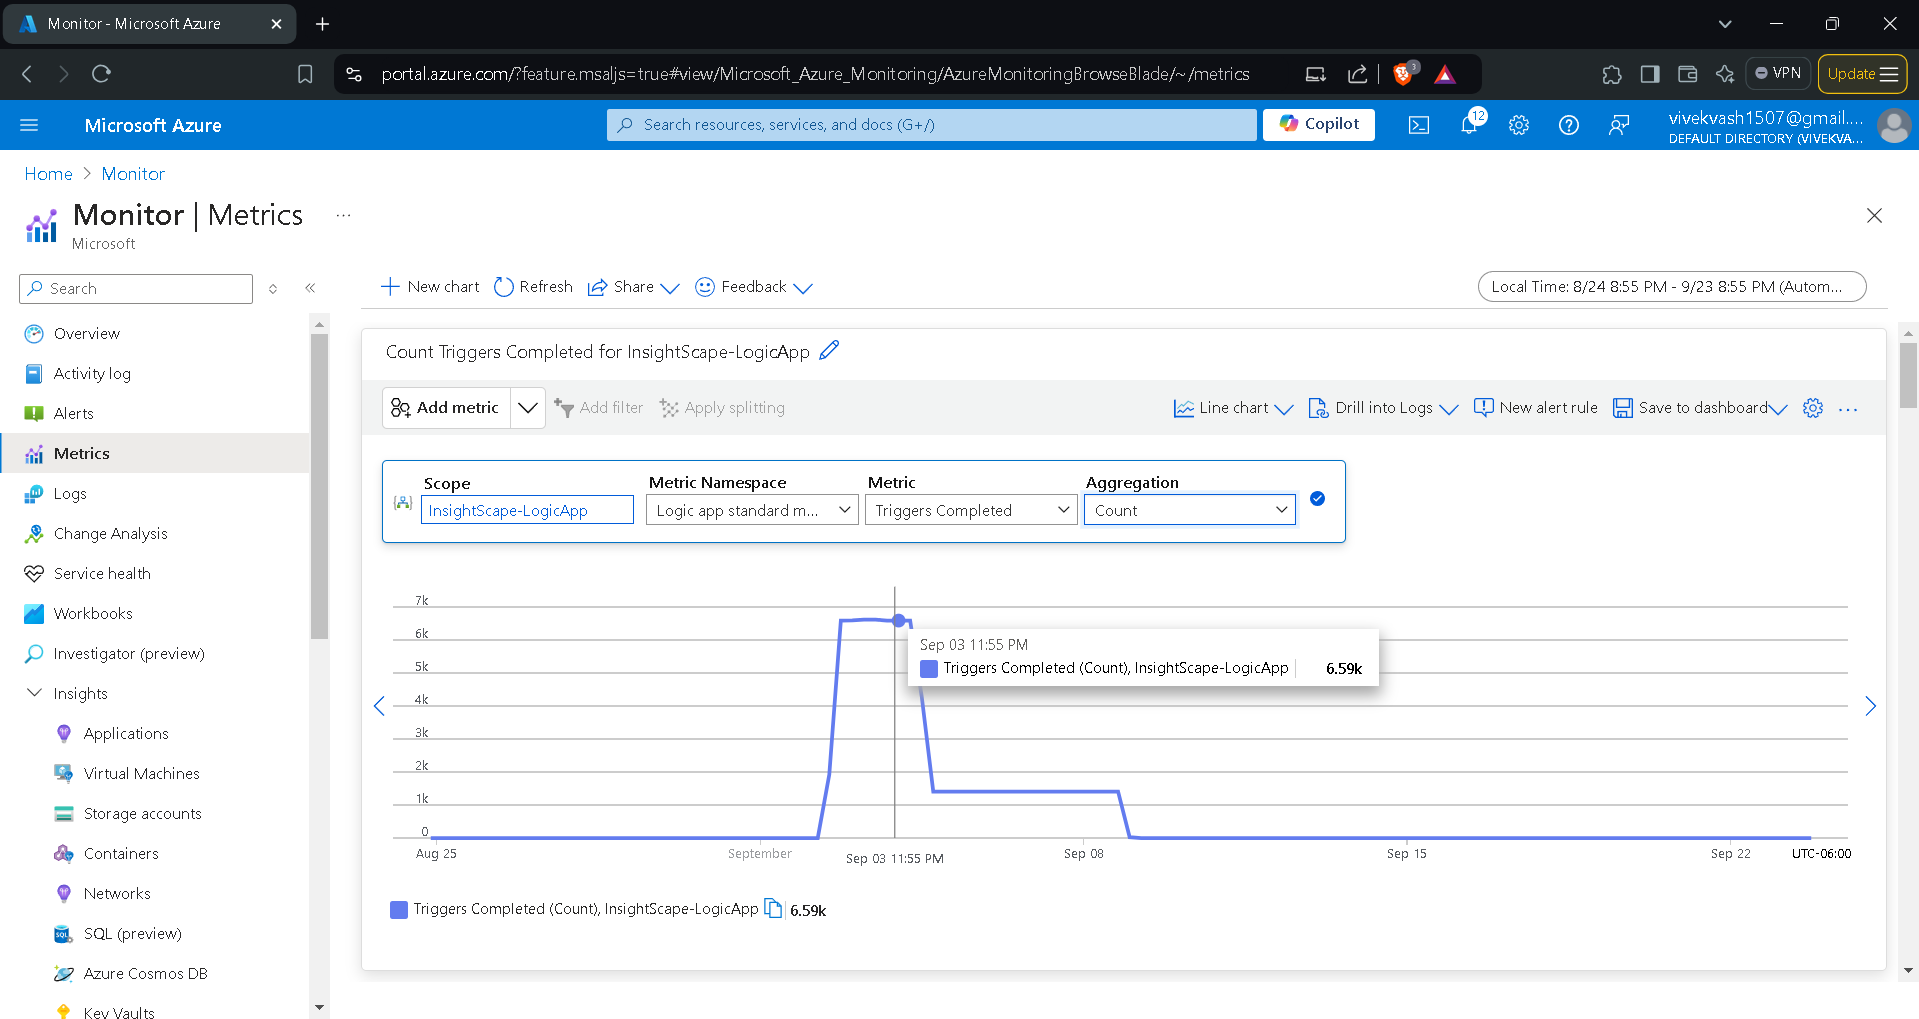 Monitor - Microsoft Azure
portal.azure.com/?feature.msaljs=true#view/Microsoft_Azure_Monitoring/AzureMonitoringBrowseBlade/~/metrics
3
VPN
Update
Microsoft Azure
Search resources, services, and docs (G+/)
Copilot
12
vivekvash1507@gmail....
DEFAULT DIRECTORY (VIVEKVA...
Home > Monitor
Monitor | Metrics ...
Microsoft
Search
Overview
Activity log
Alerts
Metrics
Logs
Change Analysis
Service health
Workbooks
Investigator (preview)
Insights
Applications
Virtual Machines
Storage accounts
Containers
Networks
SQL (preview)
Azure Cosmos DB
Key Vaults
New chart
Refresh
Share
Feedback
Local Time: 8/24 8:55 PM - 9/23 8:55 PM (Autom...
Count Triggers Completed for InsightScape-LogicApp
Add metric
Add filter
Apply splitting
Line chart
Drill into Logs
New alert rule
Save to dashboard
...
Scope
InsightScape-LogicApp
Metric Namespace
Logic app standard m...
Metric
Triggers Completed
Aggregation
Count
7k
6k
5k
4k
3k
2k
1k
0
Sep 03 11:55 PM
Triggers Completed (Count), InsightScape-LogicApp 6.59k
Aug 25
September
Sep 03 11:55 PM
Sep 08
Sep 15
Sep 22
UTC-06:00
Triggers Completed (Count), InsightScape-LogicApp 6.59k